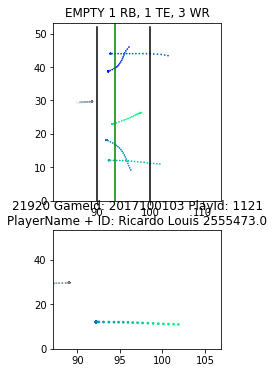 EMPTY 1 RB, 1 TE, 3 WR
50
40
30
20
10
0
90 100 110
21920 GameId: 2017100103 PlayId: 1121
PlayerName + ID: Ricardo Louis 2555473.0
40
20
0
90 95 100 105